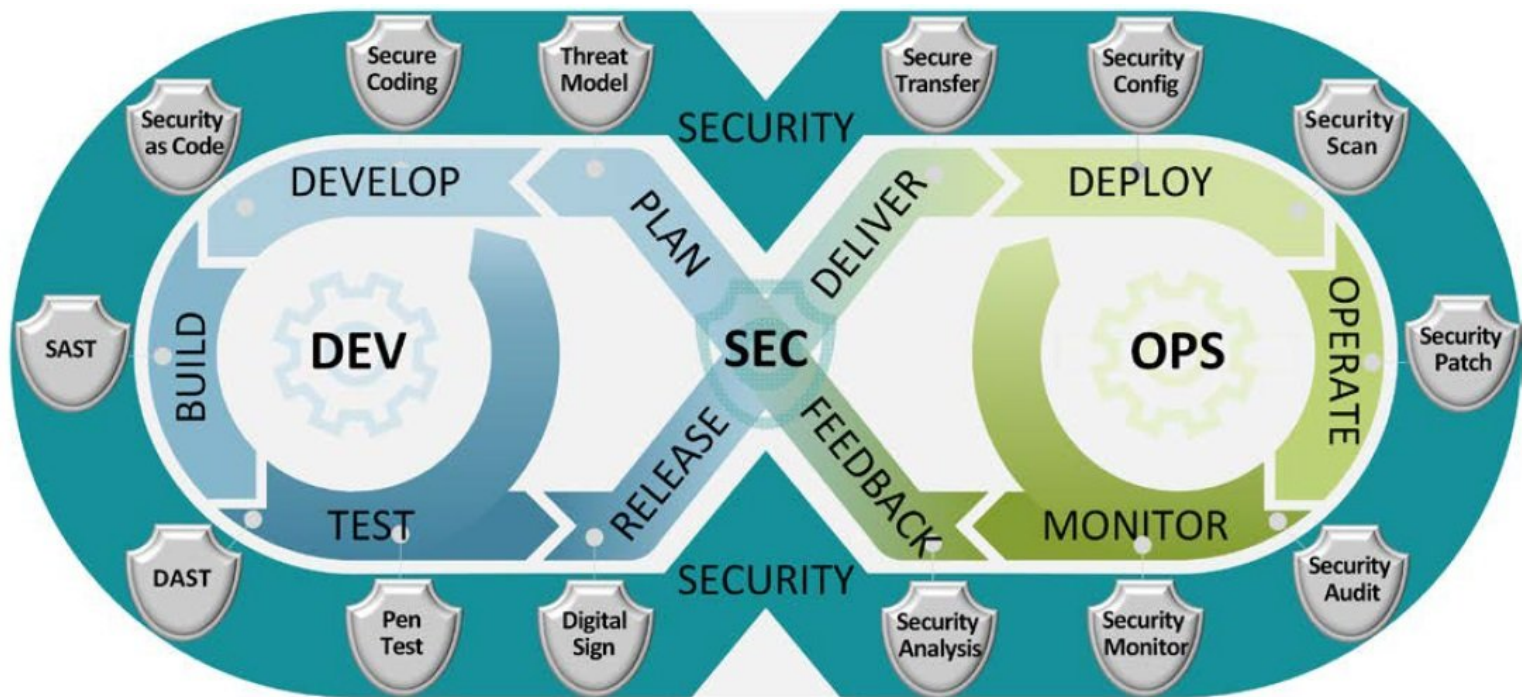 Secure
Coding
Threat
Model
Secure
Transfer
Security
Config
Security
as Code
SECURITY
Security
Scan
DEVELOP
PLAN
DELIVER
DEPLOY
SAST
BUILD
DEV
SEC
OPS
OPERATE
Security
Patch
TEST
RELEASE
FEEDBACK
MONITOR
DAST
SECURITY
Security
Audit
Pen
Test
Digital
Sign
Security
Analysis
Security
Monitor